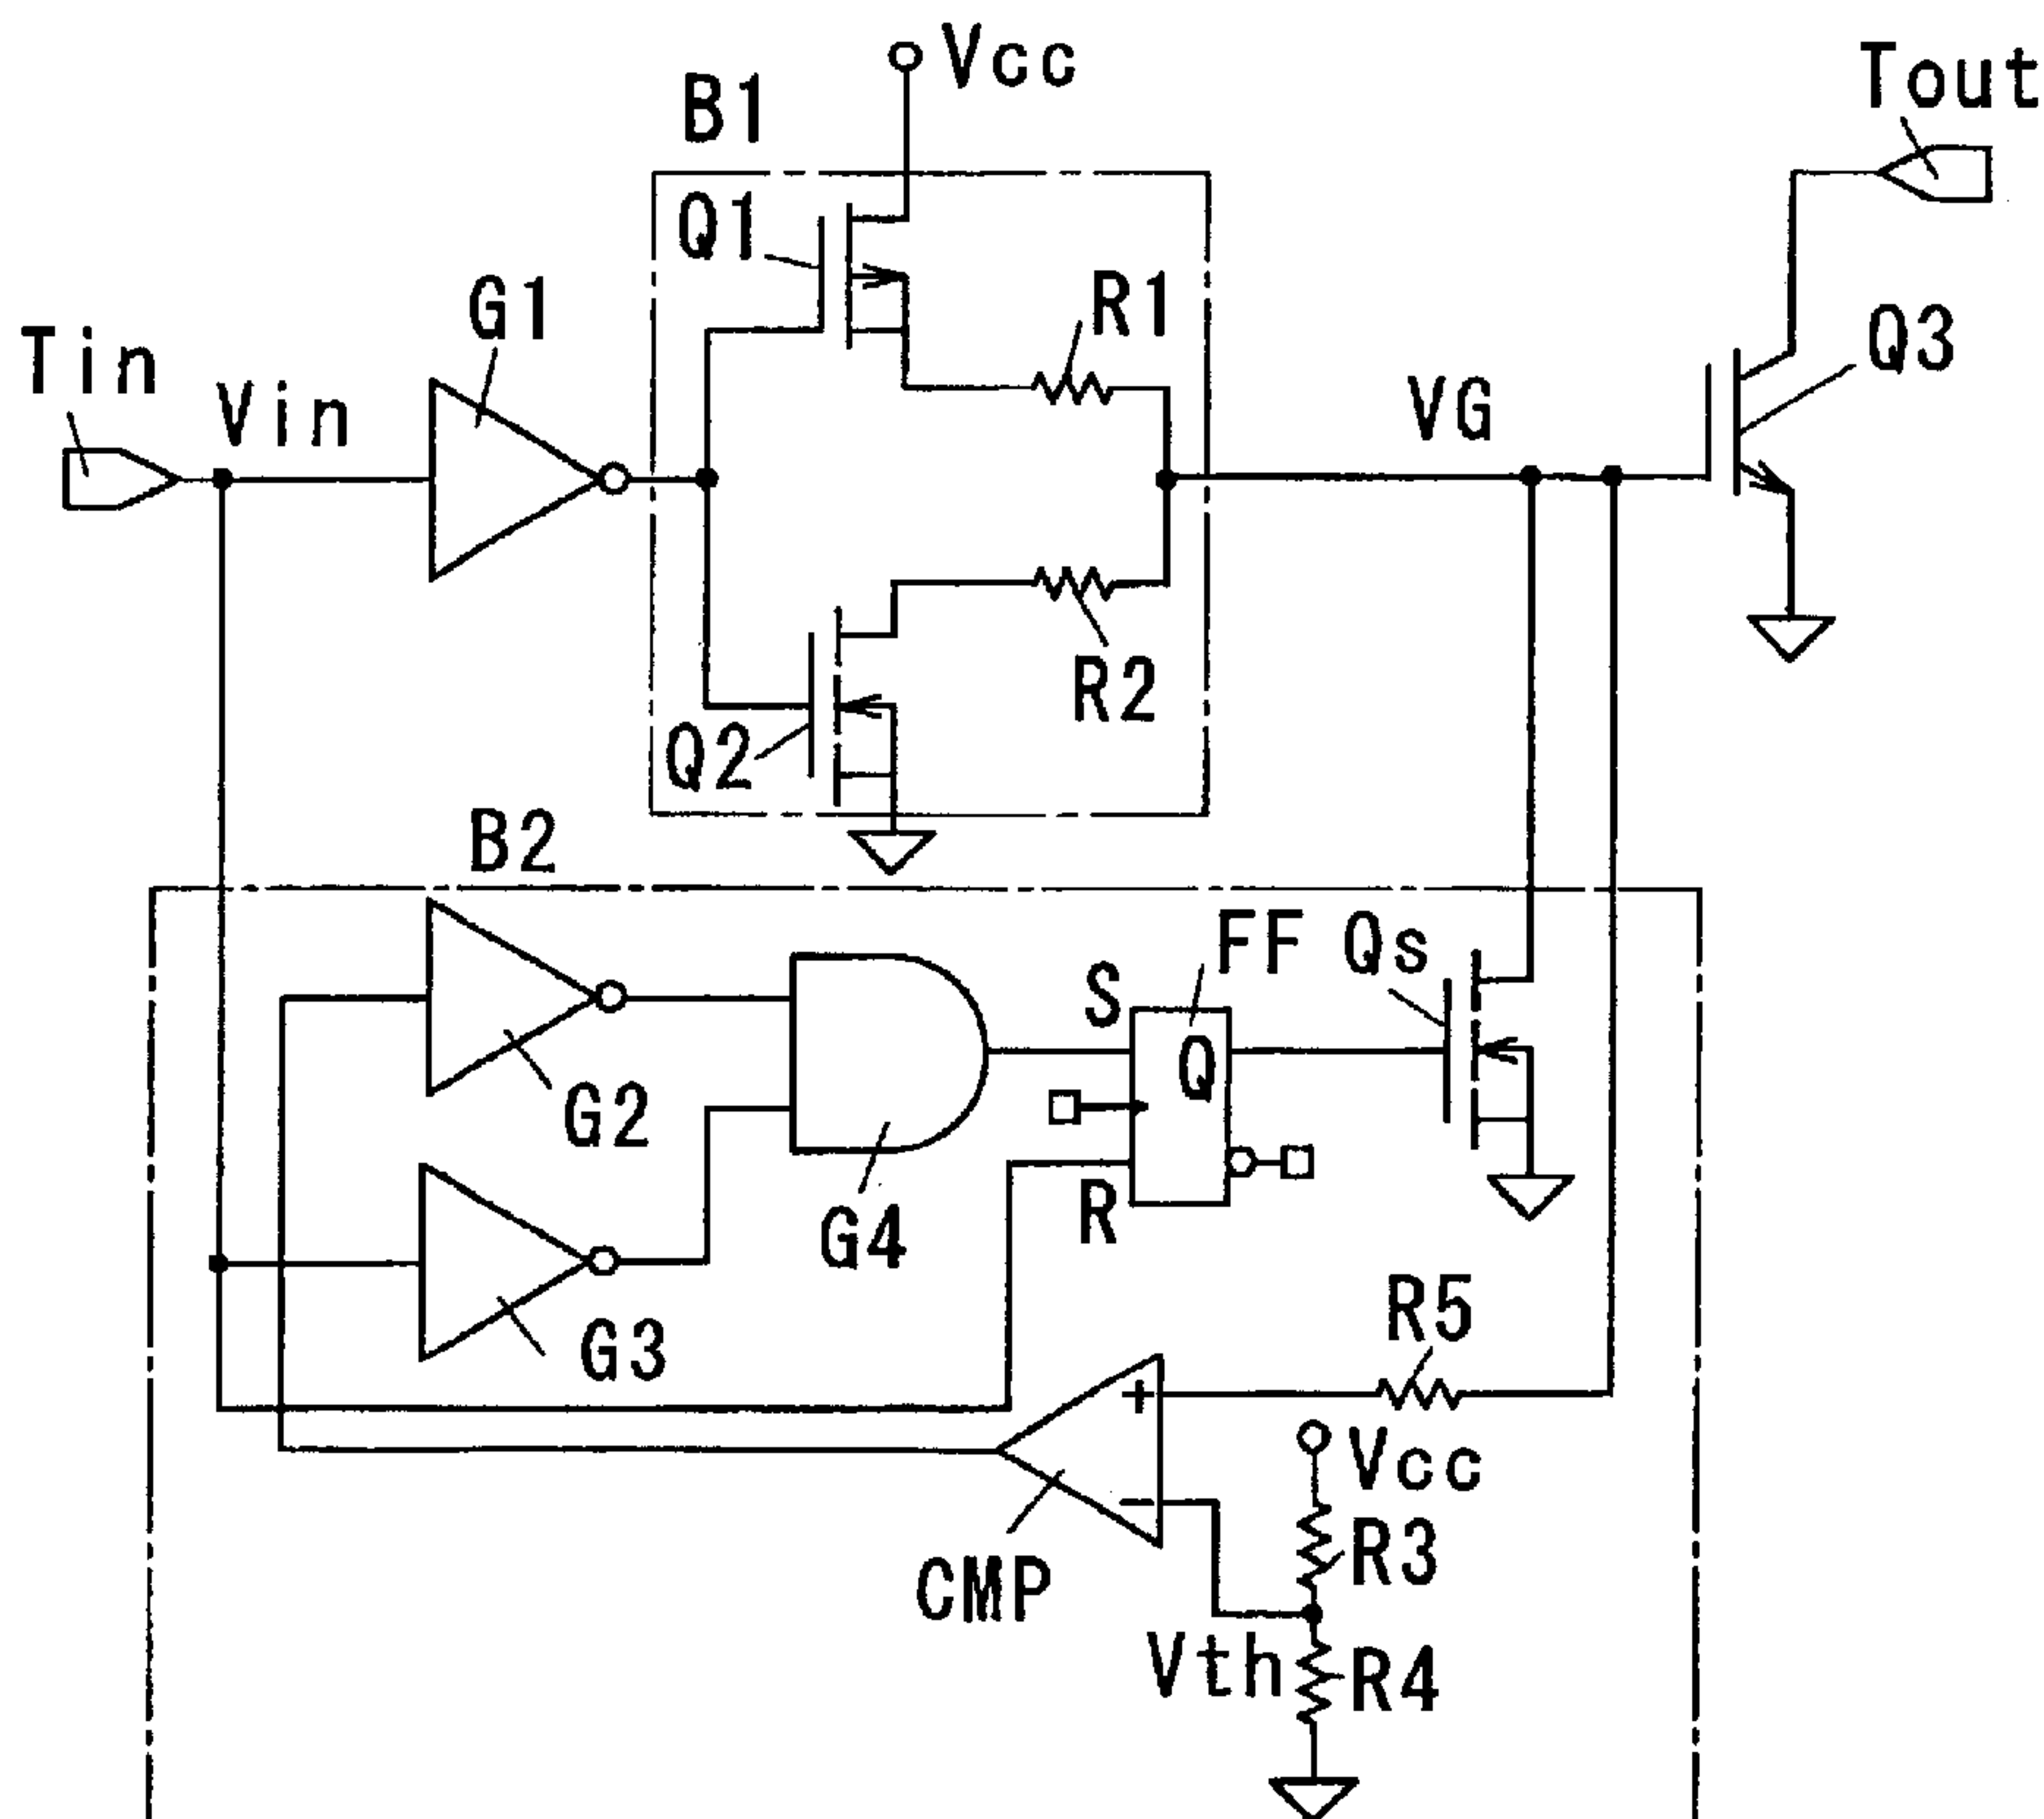 Vcc
Tout
B1
Q1
G1
R1
Q3
Tin
Vin
VG
R2
Q2
B2
FF
Qs
S
Q
G2
R
G4
R5
G3
+
Vcc
−
R3
CMP
Vth
R4